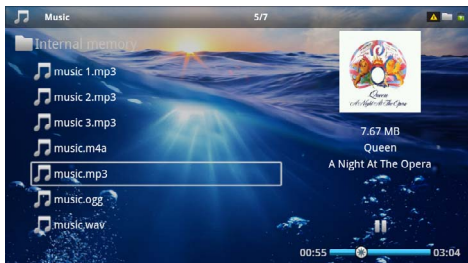 Music
5/7
Internal memory
music 1.mp3
music 2.mp3
music 3.mp3
music.m4a
music.mp3
music.ogg
music.wav
Queen
A Night At The Opera
7.67 MB
Queen
A Night At The Opera
00:55
03:04